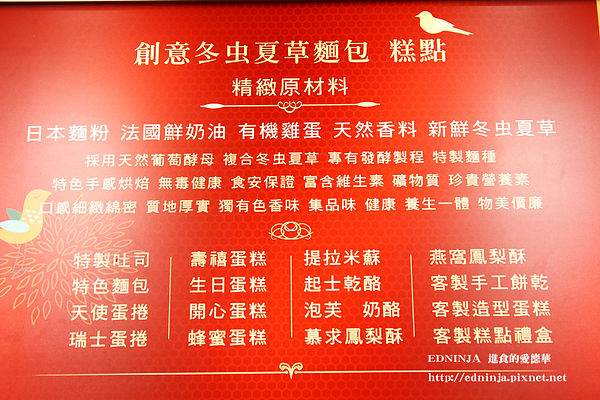 創意冬虫夏草麵包 糕點
精緻原材料
日本麵粉 法國鮮奶油 有機雞蛋 天然香料 新鮮冬虫夏草
採用天然葡萄酵母 複合冬虫夏草 專有發酵製程 特製麵種
特色手感烘焙 無毒健康 食安保證 富含維生素 礦物質 珍貴營養素
口感細緻綿密 質地厚實 獨有色香味 集品味 健康 養生一體 物美價廉
特製吐司 壽禧蛋糕 提拉米蘇 燕窩鳳梨酥
特色麵包 生日蛋糕 起士乾酪 客製手工餅乾
天使蛋捲 開心蛋糕 泡芙 奶酪 客製造型蛋糕
瑞士蛋捲 蜂蜜蛋糕 慕求鳳梨酥 客製糕點禮盒
EDNINJA 進食的愛德華
http://edninja.pixnet.net